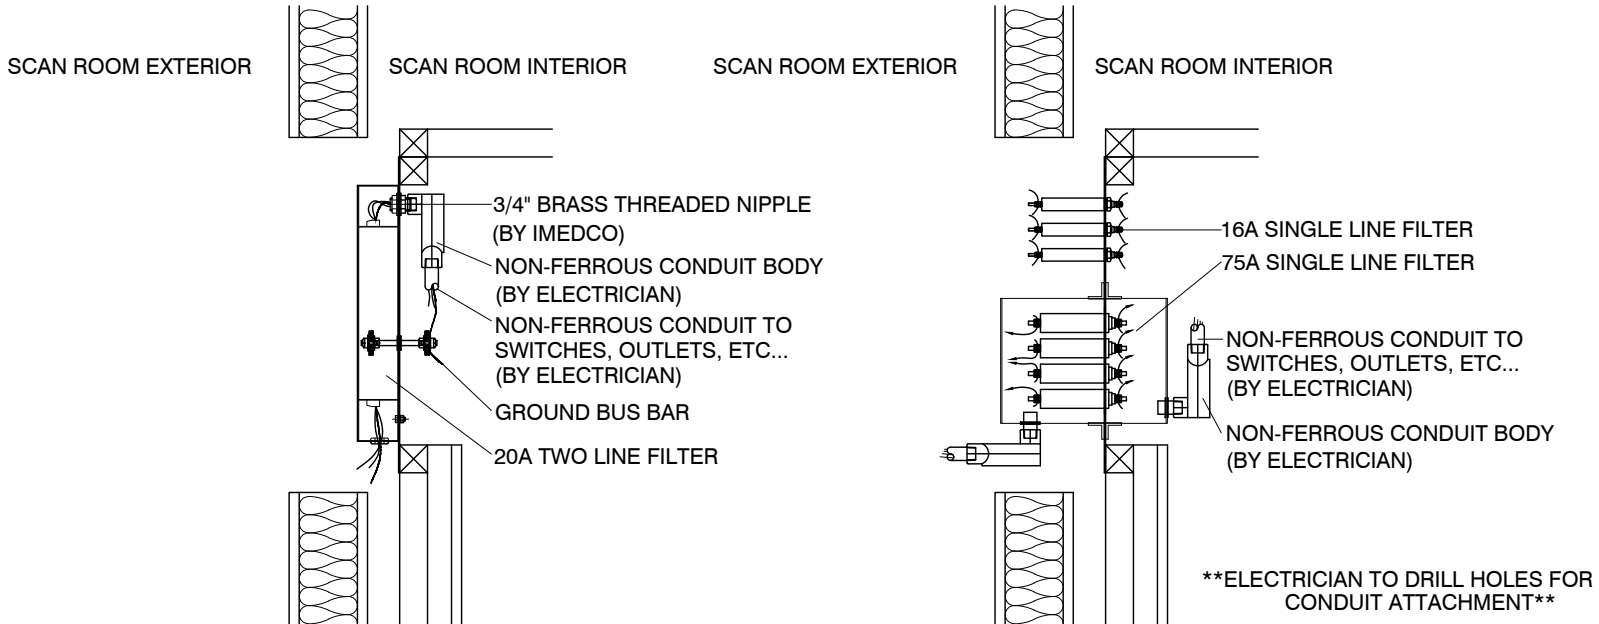 SCAN ROOM EXTERIOR
SCAN ROOM INTERIOR
3/4" BRASS THREADED NIPPLE
(BY IMEDCO)
NON-FERROUS CONDUIT BODY
(BY ELECTRICIAN)
NON-FERROUS CONDUIT TO
SWITCHES, OUTLETS, ETC...
(BY ELECTRICIAN)
GROUND BUS BAR
20A TWO LINE FILTER
SCAN ROOM EXTERIOR
SCAN ROOM INTERIOR
16A SINGLE LINE FILTER
75A SINGLE LINE FILTER
NON-FERROUS CONDUIT TO
SWITCHES, OUTLETS, ETC...
(BY ELECTRICIAN)
NON-FERROUS CONDUIT BODY
(BY ELECTRICIAN)
**ELECTRICIAN TO DRILL HOLES FOR
CONDUIT ATTACHMENT**